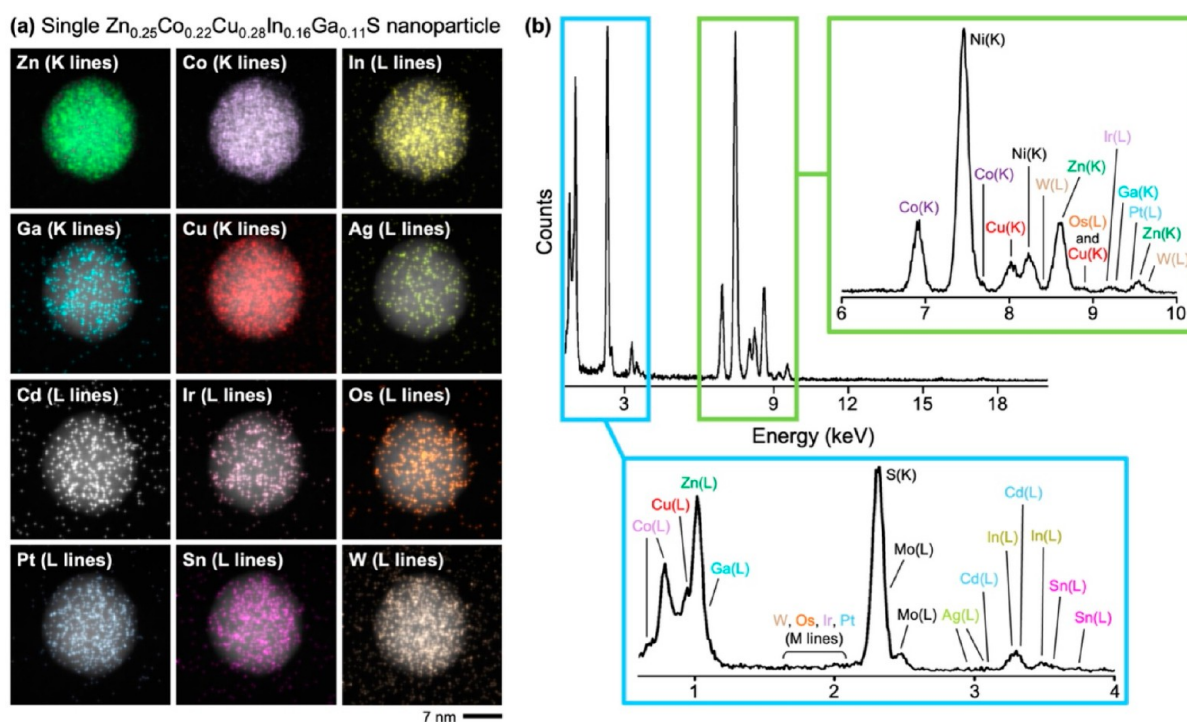 (a) Single Zn0.25Co0.22Cu0.28In0.16Ga0.11S nanoparticle
Zn (K lines)
Co (K lines)
In (L lines)
Ga (K lines)
Cu (K lines)
Ag (L lines)
Cd (L lines)
Ir (L lines)
Os (L lines)
Pt (L lines)
Sn (L lines)
W (L lines)
7 nm
(b)
Counts
3
9
12
15
18
Energy (keV)
Ni(K)
Co(K)
Co(K)
Cu(K)
Ni(K)
W(L)
Zn(K)
Os(L)
and
Cu(K)
Ir(L)
Ga(K)
Pt(L)
Zn(K)
W(L)
6
7
8
9
10
Co(L)
Cu(L)
Zn(L)
Ga(L)
W, Os, Ir, Pt
(M lines)
S(K)
Mo(L)
Mo(L)
Ag(L)
Cd(L)
In(L)
Cd(L)
In(L)
Sn(L)
Sn(L)
1
2
3
4